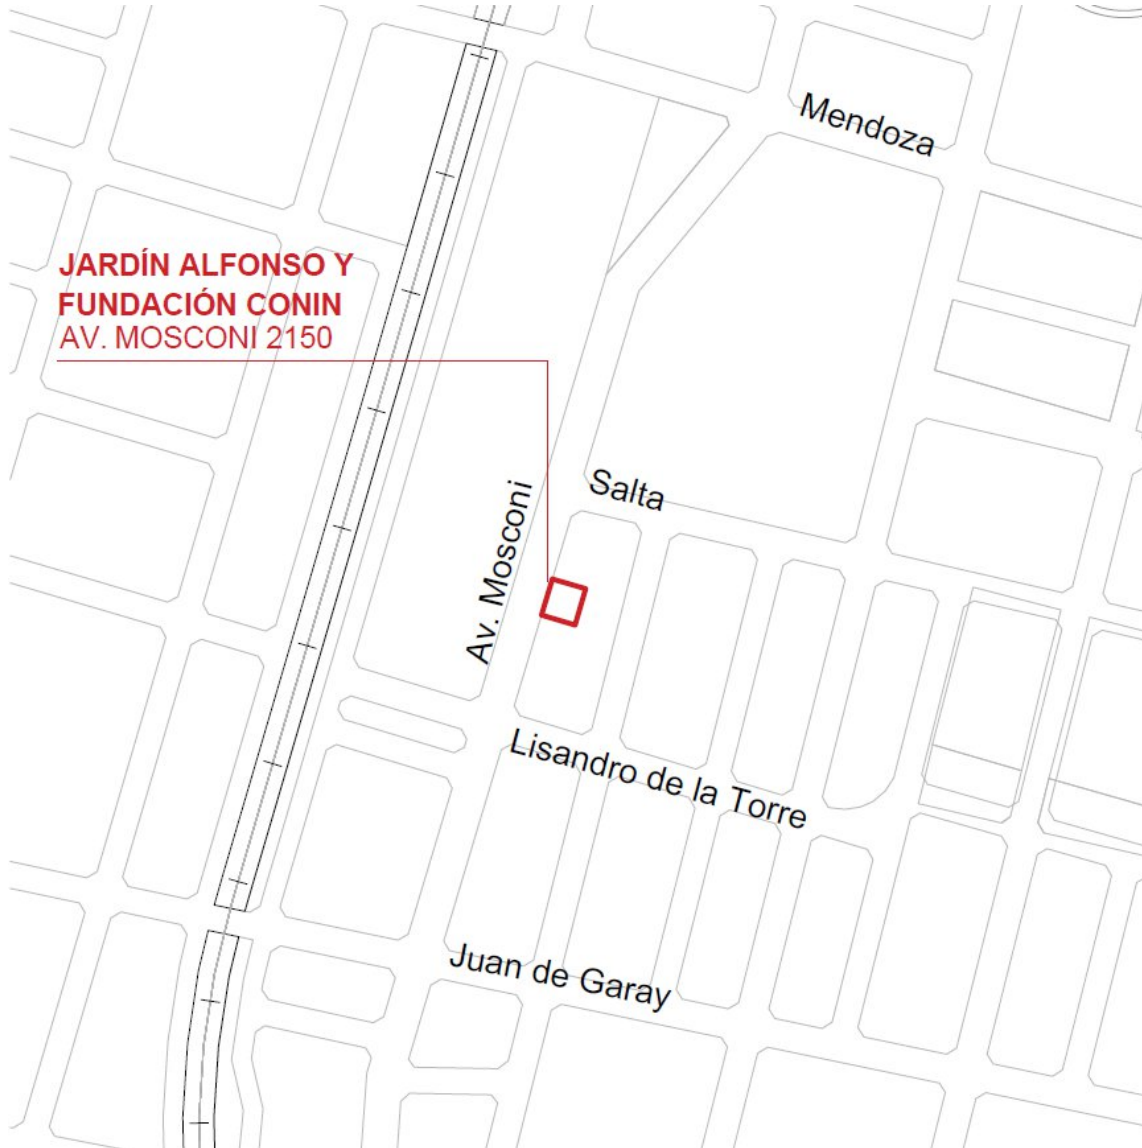 Mendoza
JARDÍN ALFONSO Y
FUNDACIÓN CONIN
AV. MOSCONI 2150
Salta
Av. Mosconi
Lisandro de la Torre
Juan de Garay